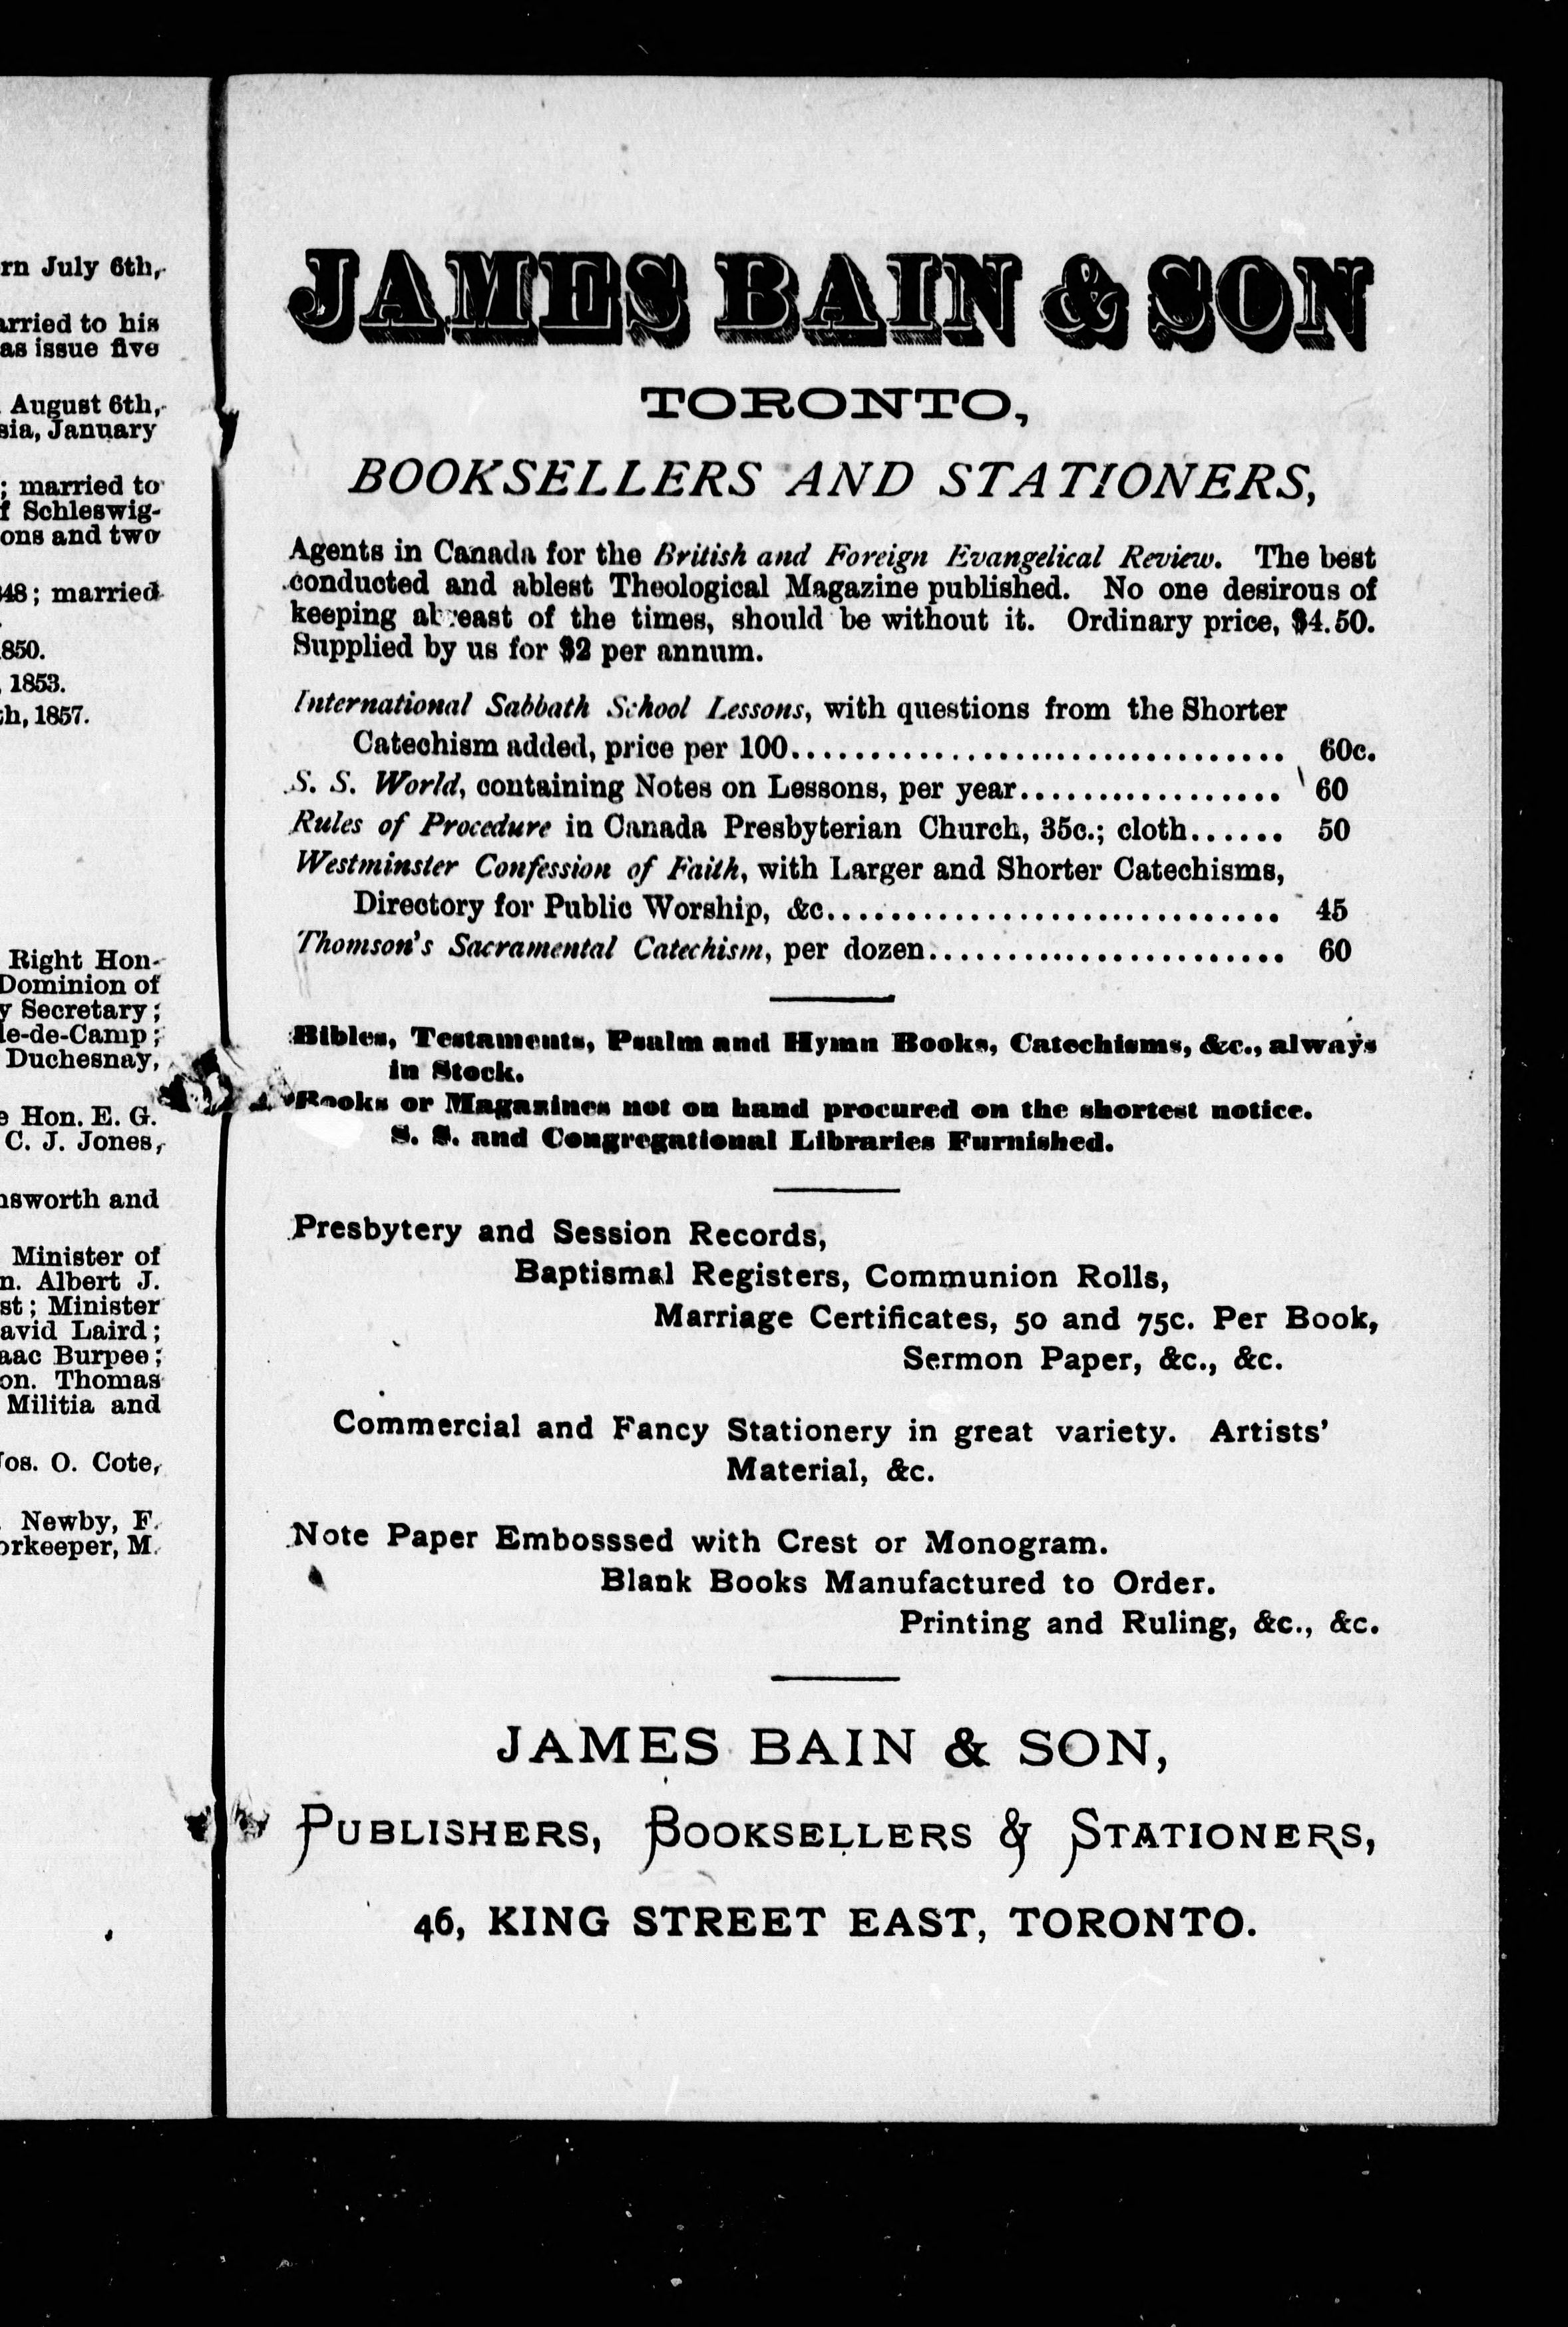 rn July 6th,
arried to his
as issue five
August 6th,
sia, January
; married to
f Schleswig-
ons and two
848; married
1850.
, 1853.
th, 1857.
Right Hon-
Dominion of
y Secretary;
de-de-Camp;
Duchesnay,
e Hon. E. G.
C. J. Jones,
nsworth and
Minister of
n. Albert J.
st; Minister
avid Laird;
aac Burpee;
on. Thomas
Militia and
Jos. O. Cote,
Newby, F.
orkeeper, M.
JAMES BAIN & SON
TORONTO,
BOOKSELLERS AND STATIONERS,
Agents in Canada for the British and Foreign Evangelical Review. The best
conducted and ablest Theological Magazine published. No one desirous of
keeping abreast of the times, should be without it. Ordinary price, $4.50.
Supplied by us for $2 per annum.
International Sabbath School Lessons, with questions from the Shorter
Catechism added, price per 100.................................... 60c.
S. S. World, containing Notes on Lessons, per year................. 60
Rules of Procedure in Canada Presbyterian Church, 35c.; cloth...... 50
Westminster Confession of Faith, with Larger and Shorter Catechisms,
Directory for Public Worship, &c.............................. 45
Thomson's Sacramental Catechism, per dozen....................... 60
Bibles, Testaments, Psalm and Hymn Books, Catechisms, &c., always
in Stock.
Books or Magazines not on hand procured on the shortest notice.
S. S. and Congregational Libraries Furnished.
Presbytery and Session Records,
Baptismal Registers, Communion Rolls,
Marriage Certificates, 50 and 75c. Per Book,
Sermon Paper, &c., &c.
Commercial and Fancy Stationery in great variety. Artists'
Material, &c.
Note Paper Embosssed with Crest or Monogram.
Blank Books Manufactured to Order.
Printing and Ruling, &c., &c.
JAMES BAIN & SON,
PUBLISHERS, BOOKSELLERS & STATIONERS,
46, KING STREET EAST, TORONTO.